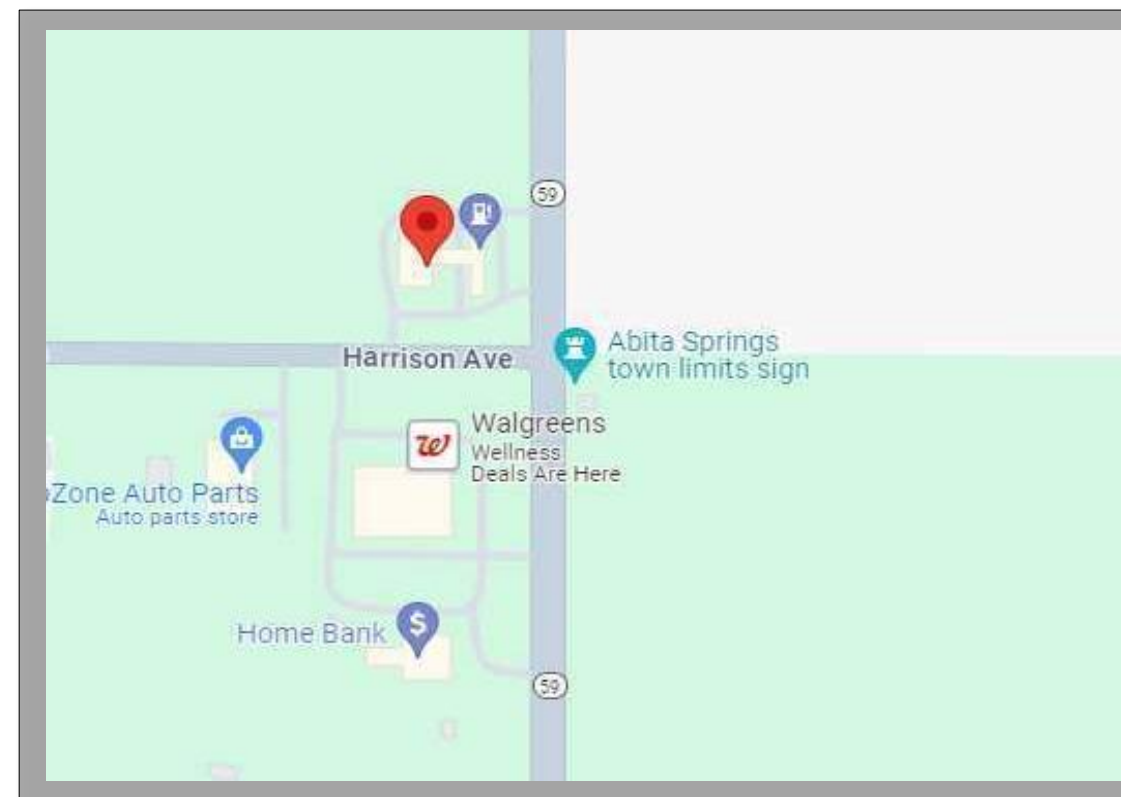 59
Abita Springs
town limits sign
Harrison Ave
Walgreens
Wellness
Deals Are Here
Zone Auto Parts
Auto parts store
$
Home Bank
59